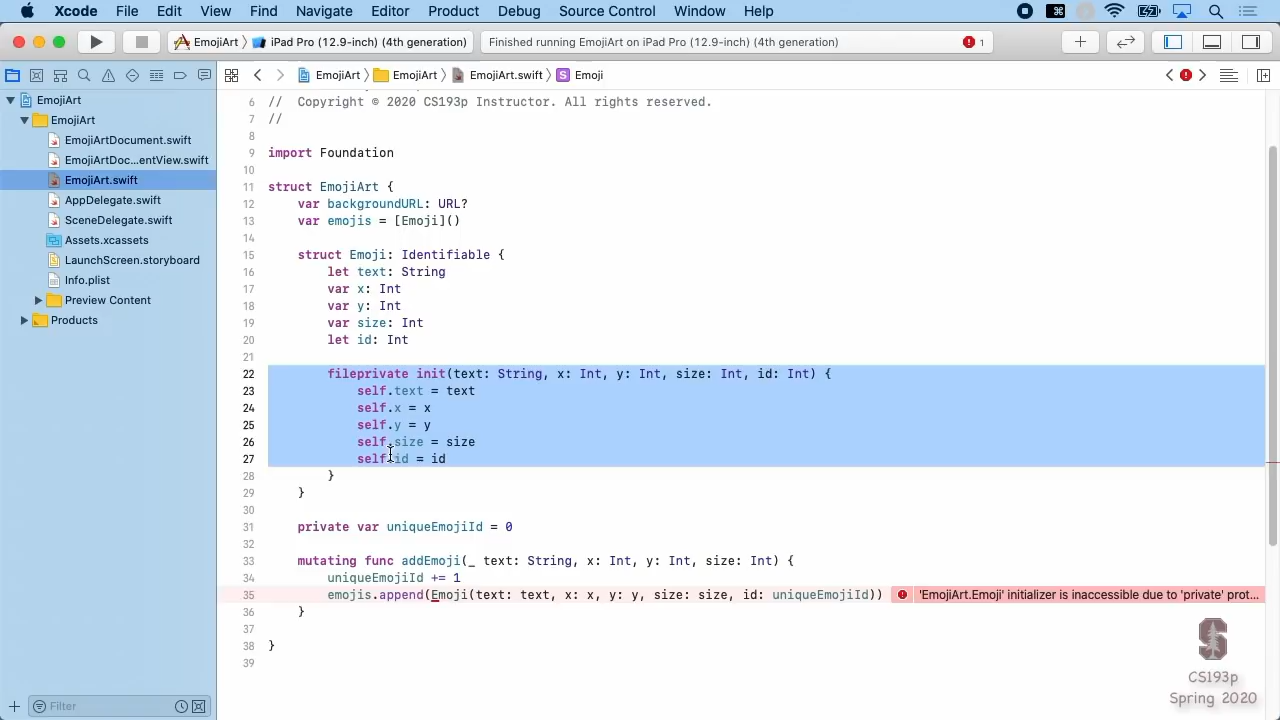 Xcode File Edit View Find Navigate Editor Product Debug Source Control Window Help
EmojiArt iPad Pro (12.9-inch) (4th generation) Finished running EmojiArt on iPad Pro (12.9-inch) (4th generation) 1
EmojiArt EmojiArt EmojiArt.swift S Emoji
EmojiArt
EmojiArt
EmojiArtDocument.swift
EmojiArtDoc...entView.swift
EmojiArt.swift
AppDelegate.swift
SceneDelegate.swift
Assets.xcassets
LaunchScreen.storyboard
Info.plist
Preview Content
Products
Filter
6 //  Copyright © 2020 CS193p Instructor. All rights reserved.
7 //
8
9 import Foundation
10
11 struct EmojiArt {
12     var backgroundURL: URL?
13     var emojis = [Emoji]()
14
15     struct Emoji: Identifiable {
16         let text: String
17         var x: Int
18         var y: Int
19         var size: Int
20         let id: Int
21
22         fileprivate init(text: String, x: Int, y: Int, size: Int, id: Int) {
23             self.text = text
24             self.x = x
25             self.y = y
26             self.size = size
27             self.id = id
28         }
29     }
30
31     private var uniqueEmojiId = 0
32
33     mutating func addEmoji(_ text: String, x: Int, y: Int, size: Int) {
34         uniqueEmojiId += 1
35         emojis.append(Emoji(text: text, x: x, y: y, size: size, id: uniqueEmojiId)) 'EmojiArt.Emoji' initializer is inaccessible due to 'private' prot...
36     }
37
38 }
39
S
CS193p
Spring 2020